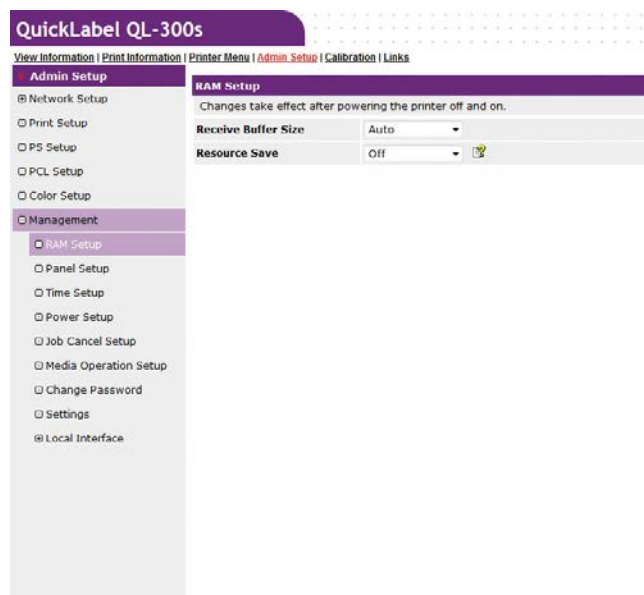 QuickLabel QL-300s
View Information | Print Information | Printer Menu | Admin Setup | Calibration | Links
Admin Setup
Network Setup
Print Setup
PS Setup
PCL Setup
Color Setup
Management
RAM Setup
Panel Setup
Time Setup
Power Setup
Job Cancel Setup
Media Operation Setup
Change Password
Settings
Local Interface
RAM Setup
Changes take effect after powering the printer off and on.
Receive Buffer Size Auto
Resource Save Off